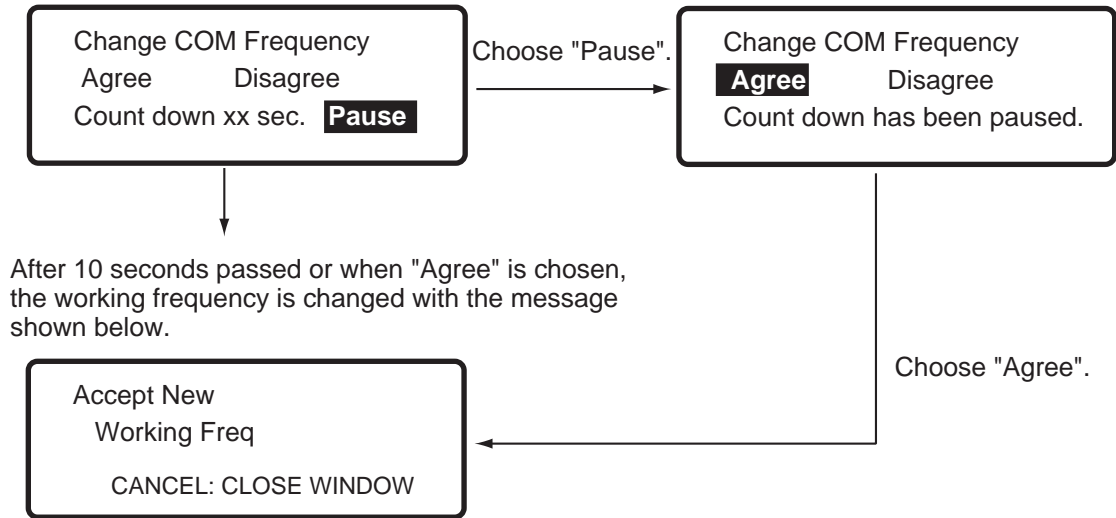 Change COM Frequency
Agree Disagree
Count down xx sec. Pause
Choose "Pause".
Change COM Frequency
Agree Disagree
Count down has been paused.
After 10 seconds passed or when "Agree" is chosen,
the working frequency is changed with the message
shown below.
Choose "Agree".
Accept New
Working Freq
CANCEL: CLOSE WINDOW